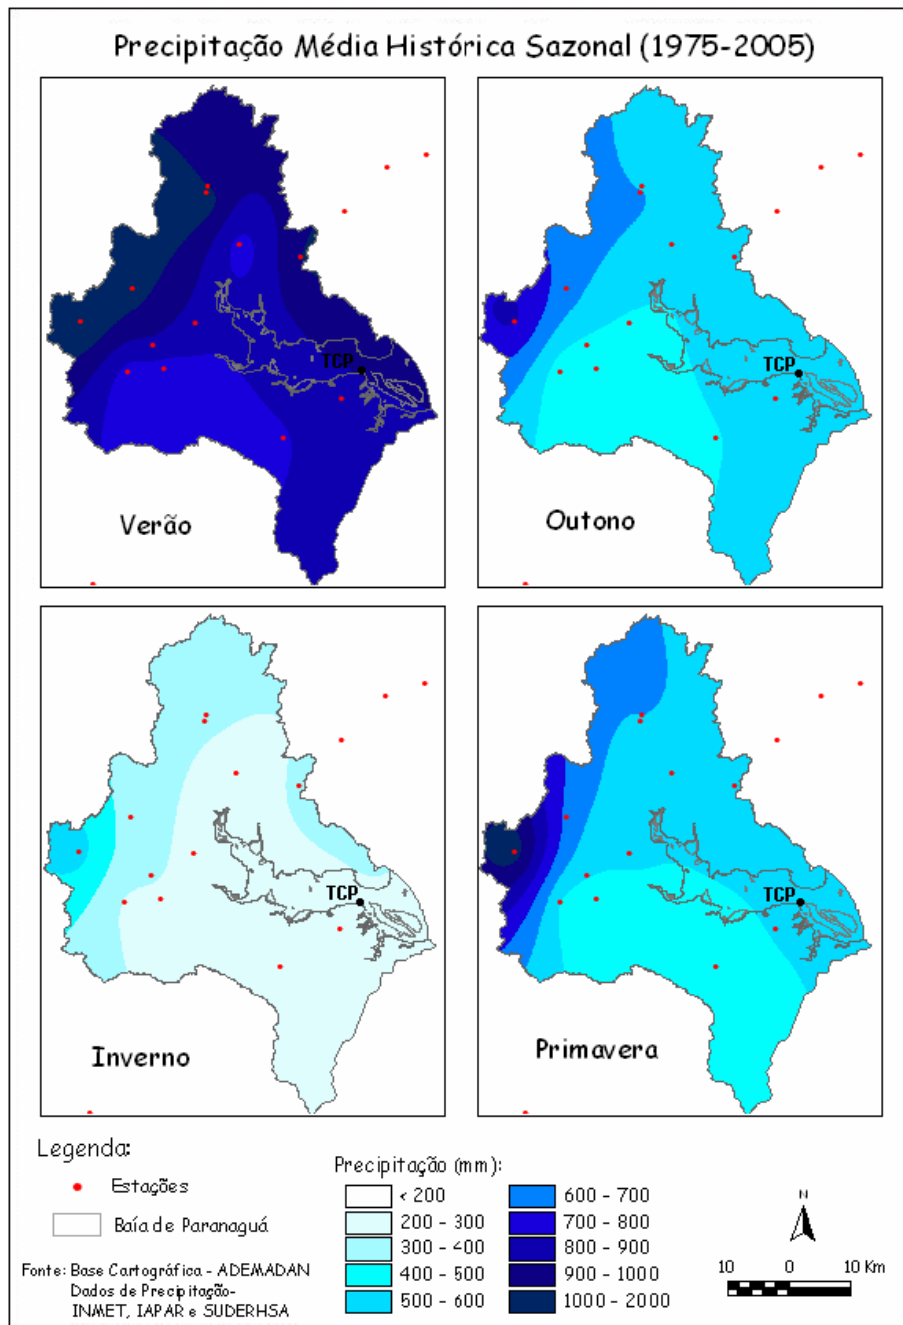 Precipitação Média Histórica Sazonal (1975-2005)
TCP
Verão
TCP
Outono
TCP
Inverno
TCP
Primavera
Legenda:
Estações
Baía de Paranaguá
Fonte: Base Cartográfica - ADEMADAN
Dados de Precipitação-
INMET, IAPAR e SUDERHSA
Precipitação (mm):
< 200
200 - 300
300 - 400
400 - 500
500 - 600
600 - 700
700 - 800
800 - 900
900 - 1000
1000 - 2000
N
10 0 10 Km